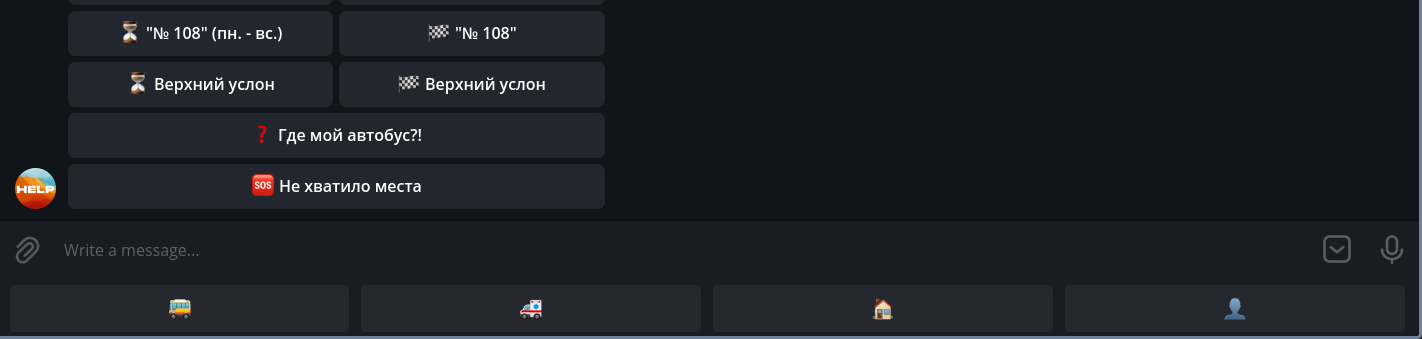 "№ 108" (пн. - вс.)
"№ 108"
Верхний услон
Верхний услон
Где мой автобус?!
HELP
SOS Не хватило места
Write a message...